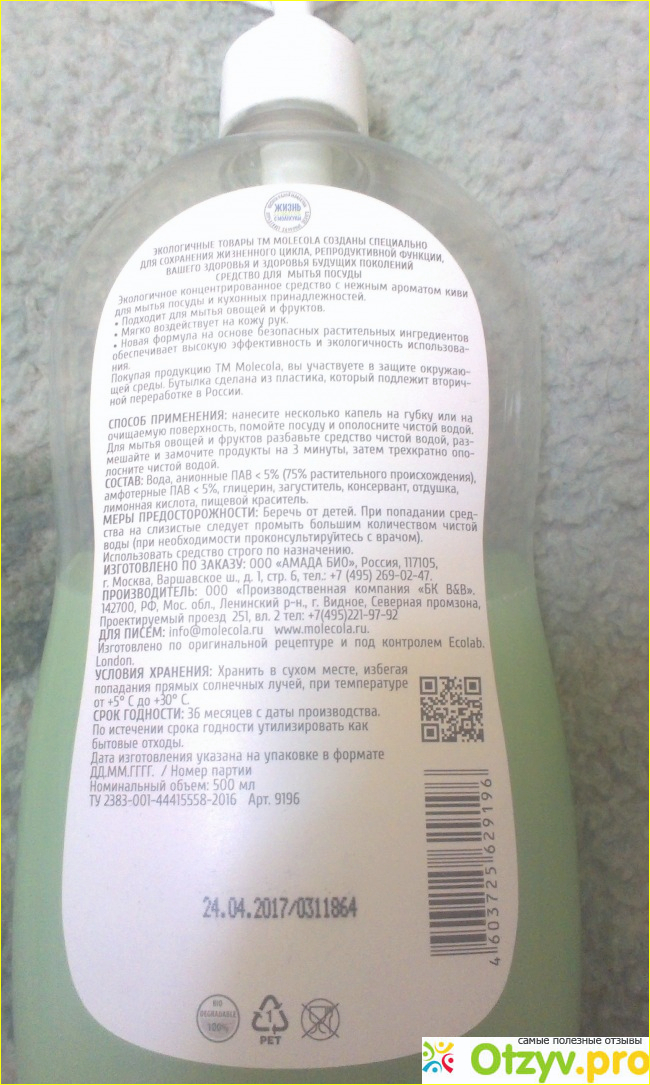 ЖИЗНЬ
ЭКОЛОГИЧНЫЕ ТОВАРЫ ТМ MOLECOLA СОЗДАНЫ СПЕЦИАЛЬНО
ДЛЯ СОХРАНЕНИЯ ЖИЗНЕННОГО ЦИКЛА, РЕПРОДУКТИВНОЙ ФУНКЦИИ,
ВАШЕГО ЗДОРОВЬЯ И ЗДОРОВЬЯ БУДУЩИХ ПОКОЛЕНИЙ
СРЕДСТВО ДЛЯ МЫТЬЯ ПОСУДЫ
Экологичное концентрированное средство с нежным ароматом киви
для мытья посуды и кухонных принадлежностей.
• Подходит для мытья овощей и фруктов.
• Мягко воздействует на кожу рук.
• Новая формула на основе безопасных растительных ингредиентов
обеспечивает высокую эффективность и экологичность использова-
ния.
Покупая продукцию ТМ Molecola, вы участвуете в защите окружаю-
щей среды. Бутылка сделана из пластика, который подлежит вторич-
ной переработке в России.
СПОСОБ ПРИМЕНЕНИЯ: нанесите несколько капель на губку или на
очищаемую поверхность, помойте посуду и ополосните чистой водой.
Для мытья овощей и фруктов разбавьте средство чистой водой, раз-
мешайте и замочите продукты на 3 минуты, затем трехкратно опо-
лосните чистой водой.
СОСТАВ: Вода, анионные ПАВ < 5% (75% растительного происхождения),
амфотерные ПАВ < 5%, глицерин, загуститель, консервант, отдушка,
лимонная кислота, пищевой краситель.
МЕРЫ ПРЕДОСТОРОЖНОСТИ: Беречь от детей. При попадании сред-
ства на слизистые следует промыть большим количеством чистой
воды (при необходимости проконсультируйтесь с врачом).
Использовать средство строго по назначению.
ИЗГОТОВЛЕНО ПО ЗАКАЗУ: ООО «АМАДА БИО», Россия, 117105,
г. Москва, Варшавское ш., д. 1, стр. 6, тел.: +7 (495) 269-02-47.
ПРОИЗВОДИТЕЛЬ: ООО «Производственная компания «БК В&В».
142700, РФ, Мос. обл., Ленинский р-н., г. Видное, Северная промзона,
Проектируемый проезд 251, вл. 2 тел: +7(495)221-97-92
ДЛЯ ПИСЕМ: info@molecola.ru www.molecola.ru
Изготовлено по оригинальной рецептуре и под контролем Ecolab.
London.
УСЛОВИЯ ХРАНЕНИЯ: Хранить в сухом месте, избегая
попадания прямых солнечных лучей, при температуре
от +5° С до +30° С.
СРОК ГОДНОСТИ: 36 месяцев с даты производства.
По истечении срока годности утилизировать как
бытовые отходы.
Дата изготовления указана на упаковке в формате
ДД.ММ.ГГГГ. / Номер партии
Номинальный объем: 500 мл
ТУ 2383-001-44415558-2016 Арт. 9196
4 603725 629196
24.04.2017/0311864
BIO
DEGRADABLE
100%
1
PET
самые полезные отзывы
Otzyv.pro